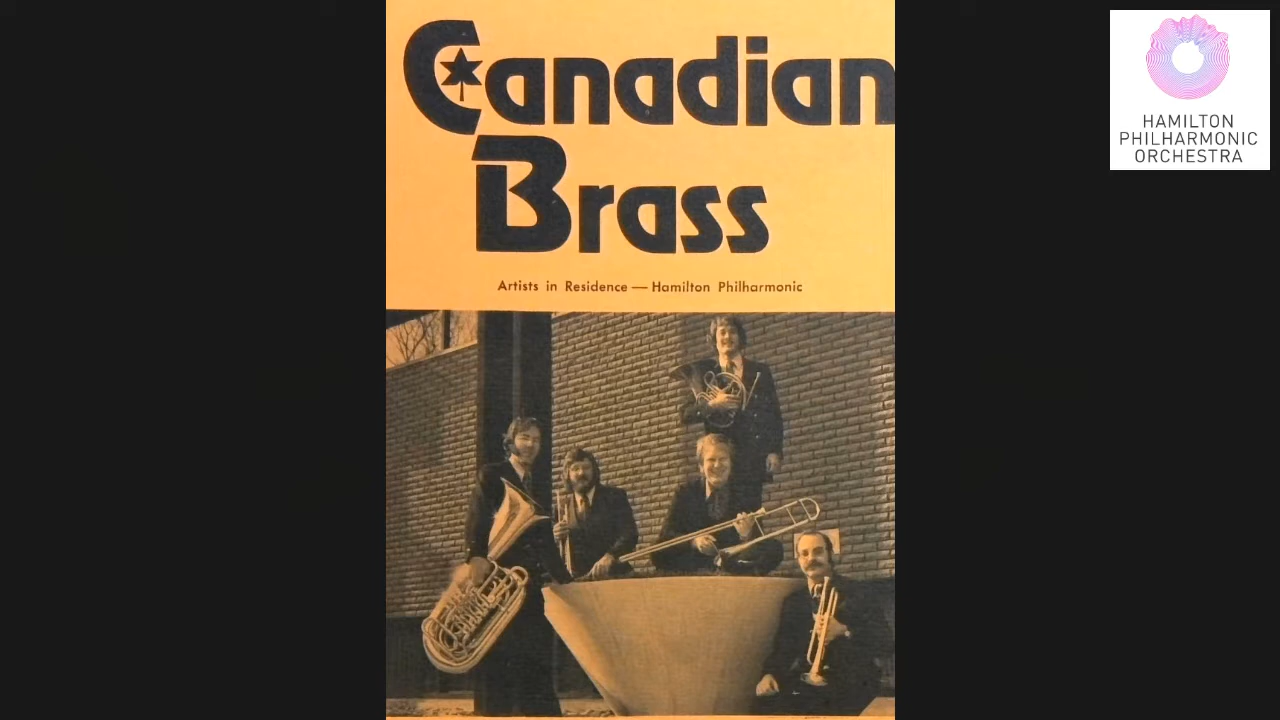 Canadian
Brass
Artists in Residence — Hamilton Philharmonic
HAMILTON
PHILHARMONIC
ORCHESTRA